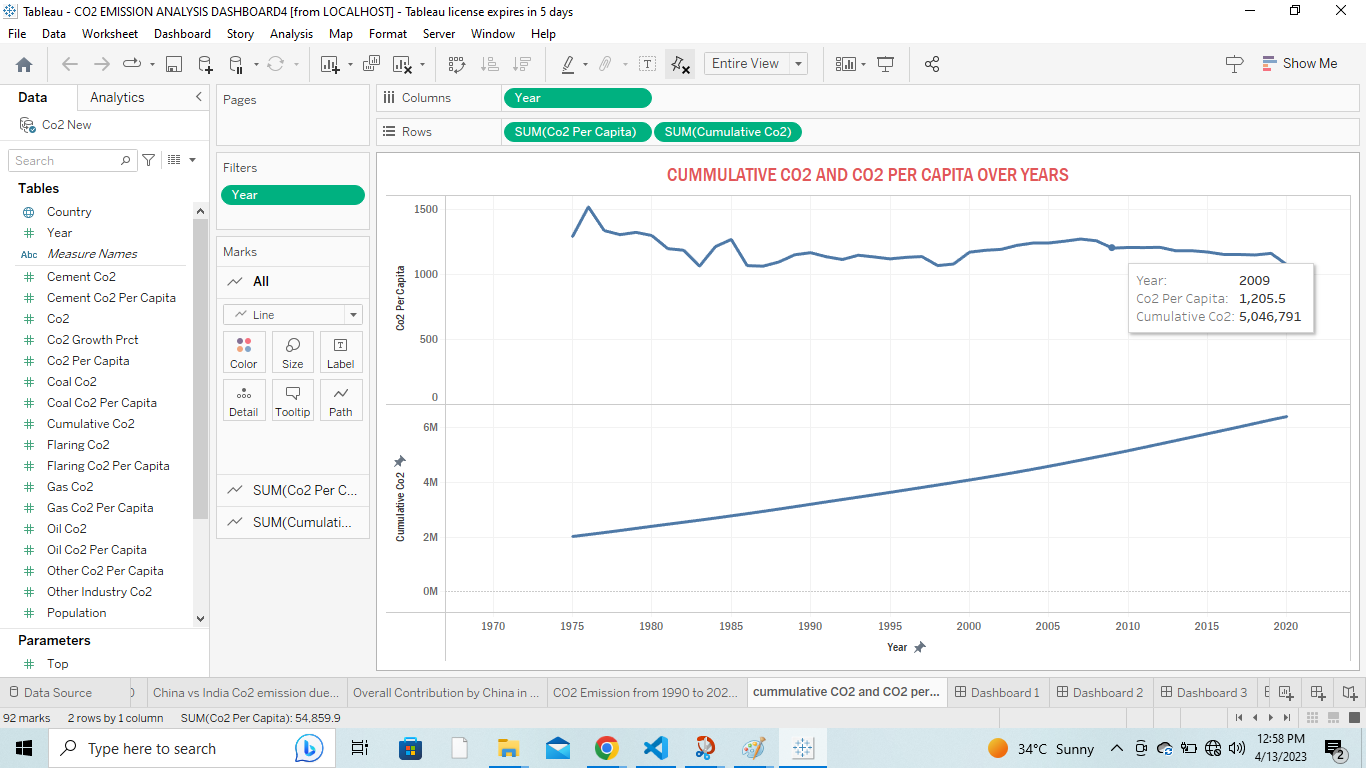 Tableau - CO2 EMISSION ANALYSIS DASHBOARD4 [from LOCALHOST] - Tableau license expires in 5 days
File Data Worksheet Dashboard Story Analysis Map Format Server Window Help
Entire View
Show Me
Data Analytics
Co2 New
Search
Tables
Country
Year
Abc Measure Names
Cement Co2
Cement Co2 Per Capita
Co2
Co2 Growth Prct
Co2 Per Capita
Coal Co2
Coal Co2 Per Capita
Cumulative Co2
Flaring Co2
Flaring Co2 Per Capita
Gas Co2
Gas Co2 Per Capita
Oil Co2
Oil Co2 Per Capita
Other Co2 Per Capita
Other Industry Co2
Population
Parameters
Top
Pages
Filters
Year
Marks
All
Line
Color Size Label
Detail Tooltip Path
SUM(Co2 Per C...
SUM(Cumulati...
Columns Year
Rows SUM(Co2 Per Capita) SUM(Cumulative Co2)
CUMMULATIVE CO2 AND CO2 PER CAPITA OVER YEARS
Co2 Per Capita
1500
1000
500
0
Year: 2009
Co2 Per Capita: 1,205.5
Cumulative Co2: 5,046,791
Cumulative Co2
6M
4M
2M
0M
1970 1975 1980 1985 1990 1995 2000 2005 2010 2015 2020
Year
Data Source China vs India Co2 emission due... Overall Contribution by China in ... CO2 Emission from 1990 to 202... cummulative CO2 and CO2 per... Dashboard 1 Dashboard 2 Dashboard 3
92 marks 2 rows by 1 column SUM(Co2 Per Capita): 54,859.9
Type here to search
34°C Sunny
12:58 PM
4/13/2023
2